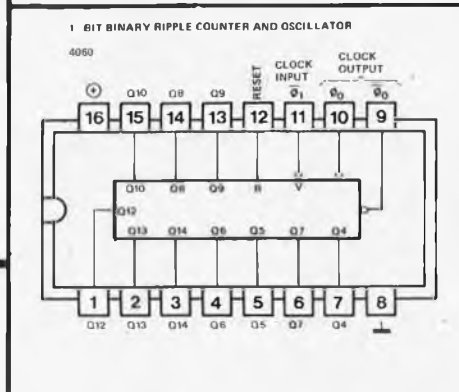 1 BIT BINARY RIPPLE COUNTER AND OSCILLATOR
4060
CLOCK INPUT
CLOCK OUTPUT
⊕ Q10 Q8 Q9 RESET Φ̅1 Φ0 Φ̅0
16 15 14 13 12 11 10 9
Q10 Q8 Q9 R
Q12
Q13 Q14 Q6 Q5 Q7 Q4
1 2 3 4 5 6 7 8
Q12 Q13 Q14 Q6 Q5 Q7 Q4